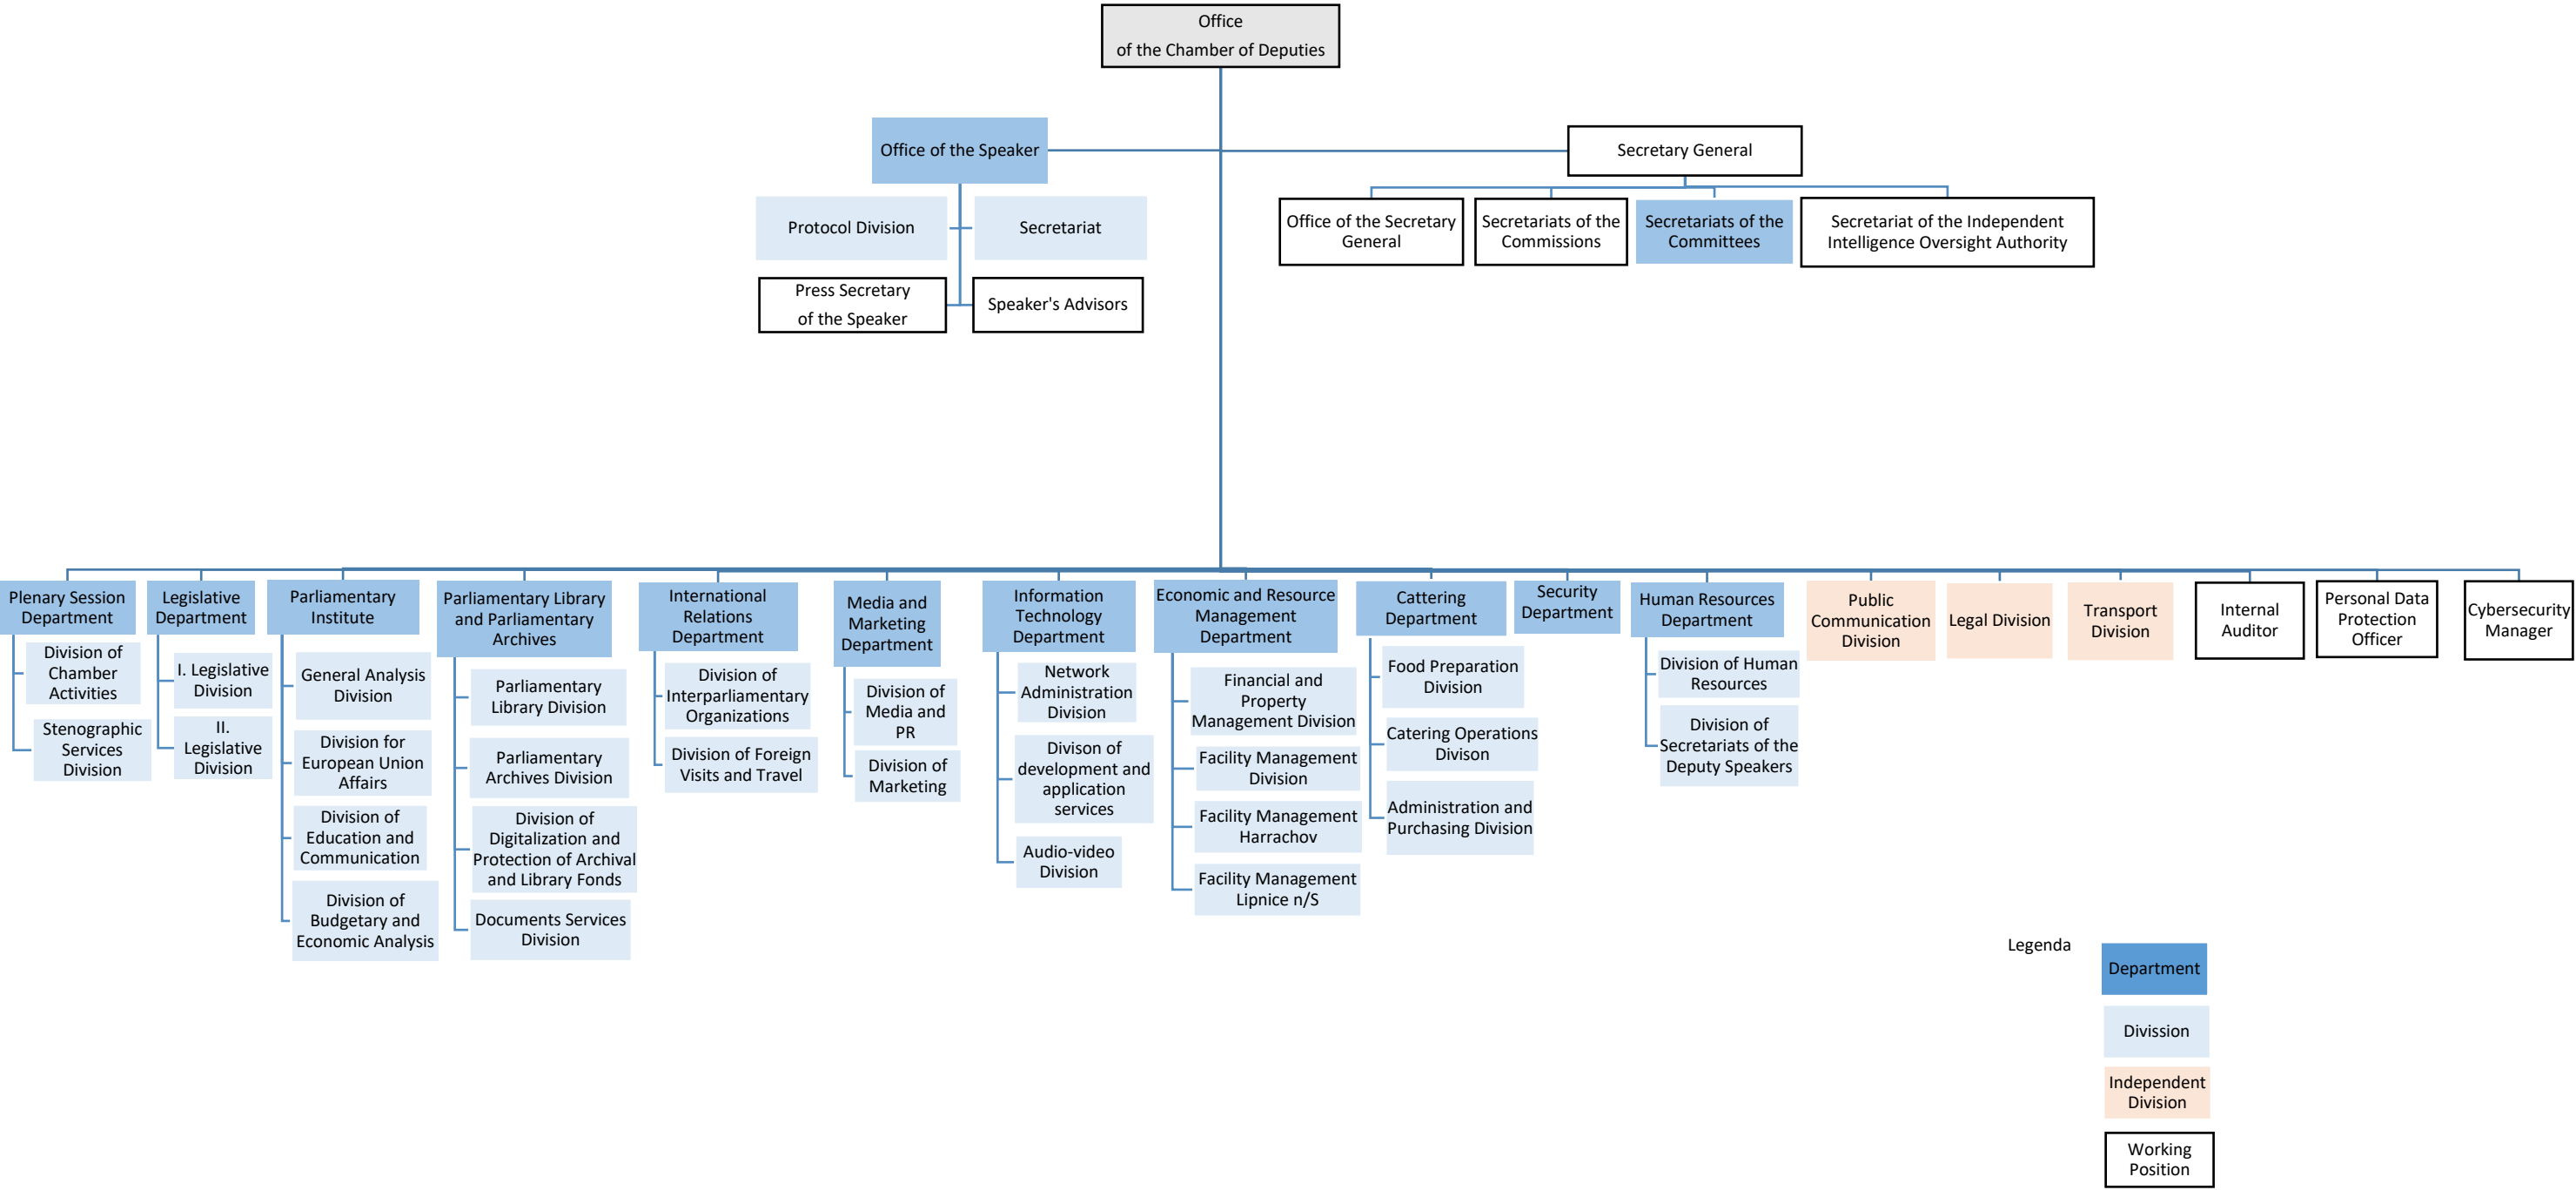 Office
of the Chamber of Deputies
Office of the Speaker
Secretary General
Protocol Division
Secretariat
Press Secretary
of the Speaker
Speaker's Advisors
Office of the Secretary
General
Secretariats of the
Commissions
Secretariats of the
Committees
Secretariat of the Independent
Intelligence Oversight Authority
Plenary Session
Department
Division of
Chamber
Activities
Stenographic
Services
Division
Legislative
Department
I. Legislative
Division
II.
Legislative
Division
Parliamentary
Institute
General Analysis
Division
Division for
European Union
Affairs
Division of
Education and
Communication
Division of
Budgetary and
Economic Analysis
Parliamentary Library
and Parliamentary
Archives
Parliamentary
Library Division
Parliamentary
Archives Division
Division of
Digitalization and
Protection of Archival
and Library Fonds
Documents Services
Division
International
Relations
Department
Division of
Interparliamentary
Organizations
Division of Foreign
Visits and Travel
Media and
Marketing
Department
Division of
Media and
PR
Division of
Marketing
Information
Technology
Department
Network
Administration
Division
Divison of
development and
application
services
Audio-video
Division
Economic and Resource
Management
Department
Financial and
Property
Management Division
Facility Management
Division
Facility Management
Harrachov
Facility Management
Lipnice n/S
Cattering
Department
Food Preparation
Division
Catering Operations
Divison
Administration and
Purchasing Division
Security
Department
Human Resources
Department
Division of Human
Resources
Division of
Secretariats of the
Deputy Speakers
Public
Communication
Division
Legal Division
Transport
Division
Internal
Auditor
Personal Data
Protection
Officer
Cybersecurity
Manager
Legenda
Department
Divission
Independent
Division
Working
Position